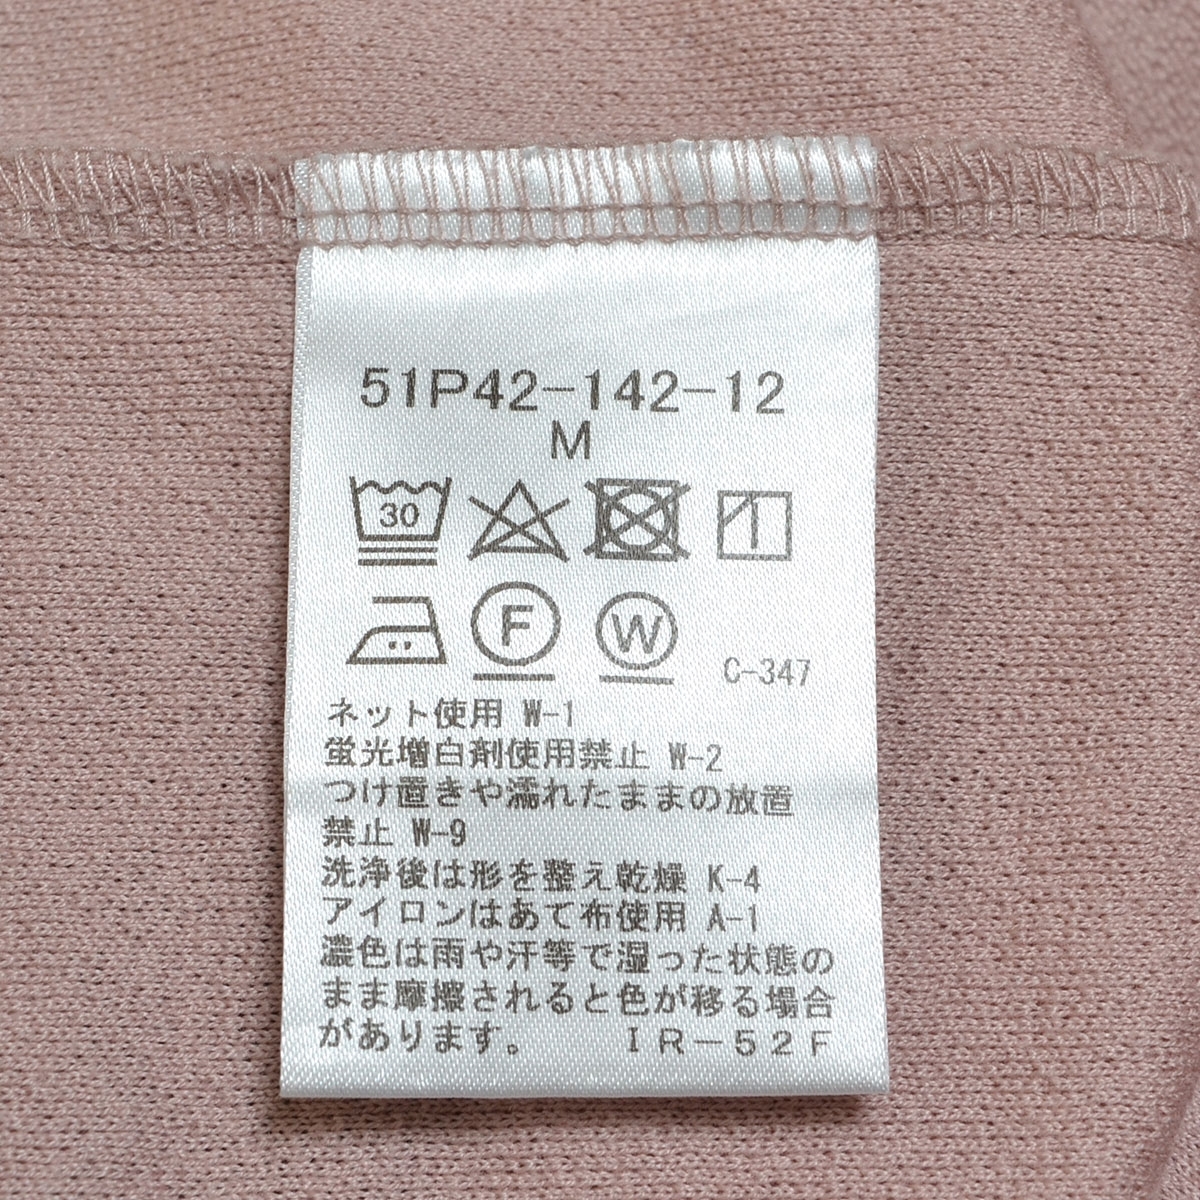 51P42-142-12
M
30
F W C-347
ネット使用 W-1
蛍光増白剤使用禁止 W-2
つけ置きや濡れたままの放置
禁止 W-9
洗浄後は形を整え乾燥 K-4
アイロンはあて布使用 A-1
濃色は雨や汗等で湿った状態の
まま摩擦されると色が移る場合
があります。 IR-52F